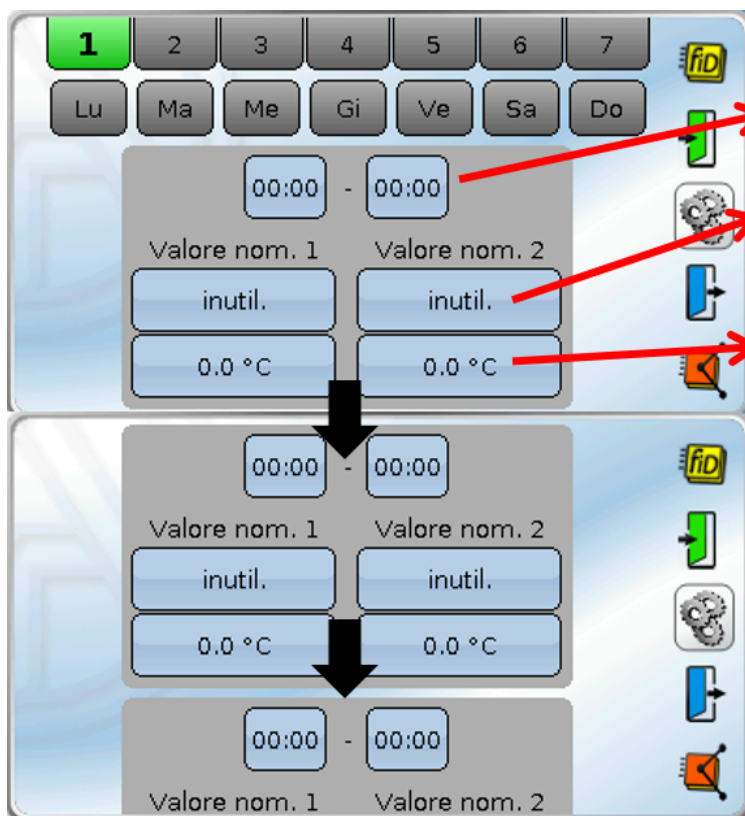 1 2 3 4 5 6 7
Lu Ma Me Gi Ve Sa Do
00:00 - 00:00
Valore nom. 1 Valore nom. 2
inutil. inutil.
0.0 °C 0.0 °C
fiD
00:00 - 00:00
Valore nom. 1 Valore nom. 2
inutil. inutil.
0.0 °C 0.0 °C
00:00 - 00:00
Valore nom. 1 Valore nom. 2
fiD